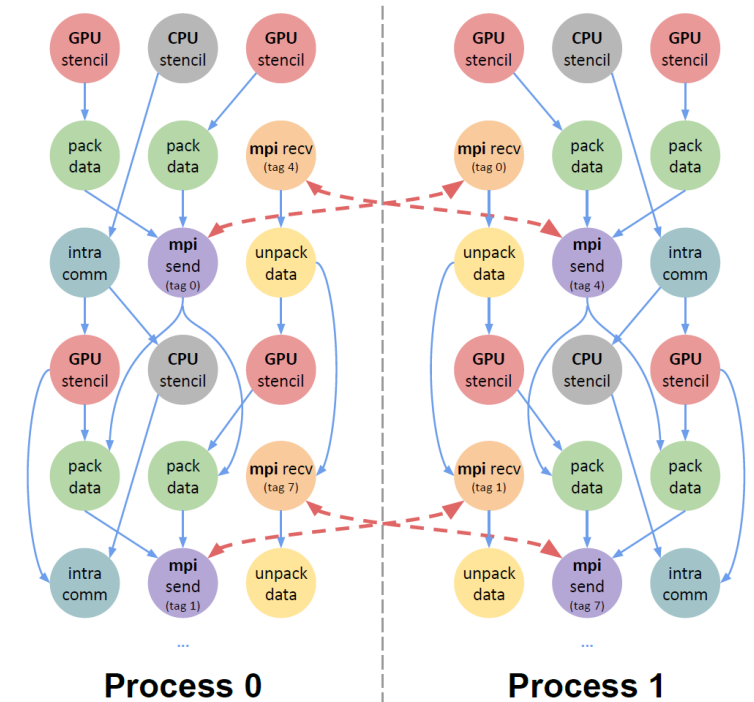 GPU
stencil
CPU
stencil
GPU
stencil
pack
data
pack
data
mpi recv
(tag 4)
intra
comm
mpi
send
(tag 0)
unpack
data
GPU
stencil
CPU
stencil
GPU
stencil
pack
data
pack
data
mpi recv
(tag 7)
intra
comm
mpi
send
(tag 1)
unpack
data
...
Process 0
GPU
stencil
CPU
stencil
GPU
stencil
mpi recv
(tag 0)
pack
data
pack
data
unpack
data
mpi
send
(tag 4)
intra
comm
GPU
stencil
CPU
stencil
GPU
stencil
mpi recv
(tag 1)
pack
data
pack
data
unpack
data
mpi
send
(tag 7)
intra
comm
...
Process 1